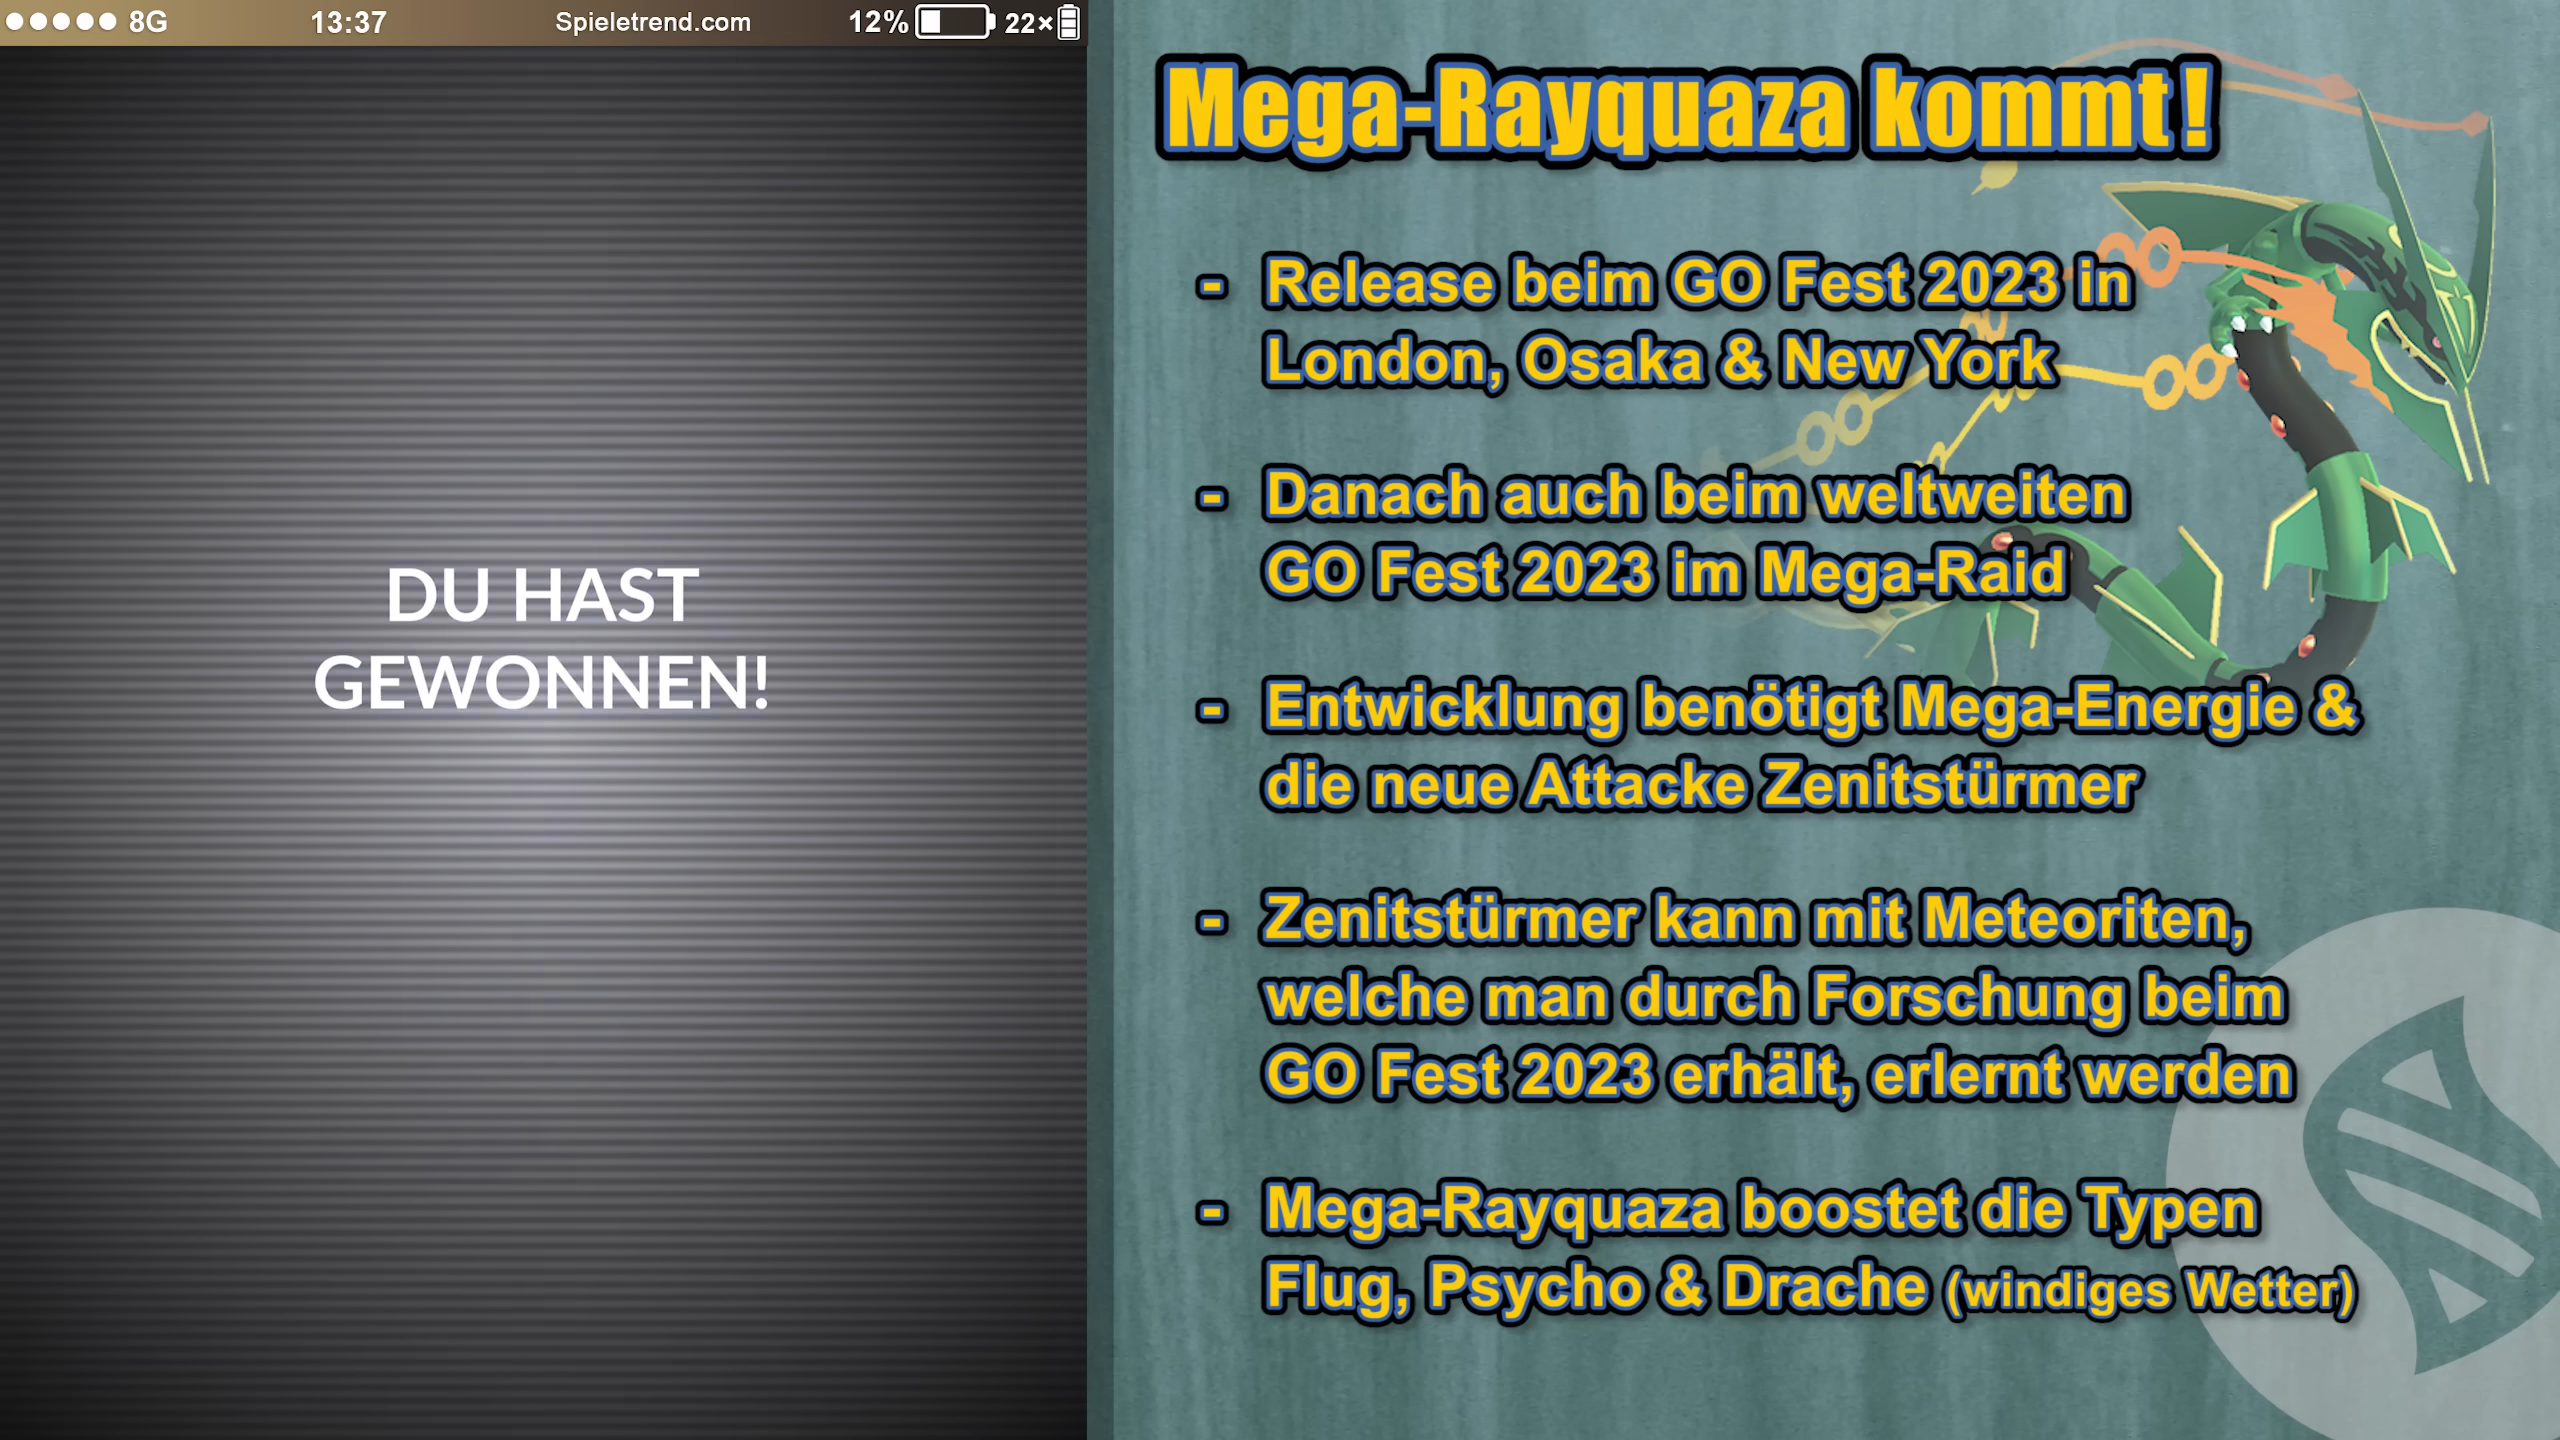 8G 13:37 Spieletrend.com 12% 22×
DU HAST
GEWONNEN!
Mega-Rayquaza kommt!
- Release beim GO Fest 2023 in
London, Osaka & New York
- Danach auch beim weltweiten
GO Fest 2023 im Mega-Raid
- Entwicklung benötigt Mega-Energie &
die neue Attacke Zenitstürmer
- Zenitstürmer kann mit Meteoriten,
welche man durch Forschung beim
GO Fest 2023 erhält, erlernt werden
- Mega-Rayquaza boostet die Typen
Flug, Psycho & Drache (windiges Wetter)